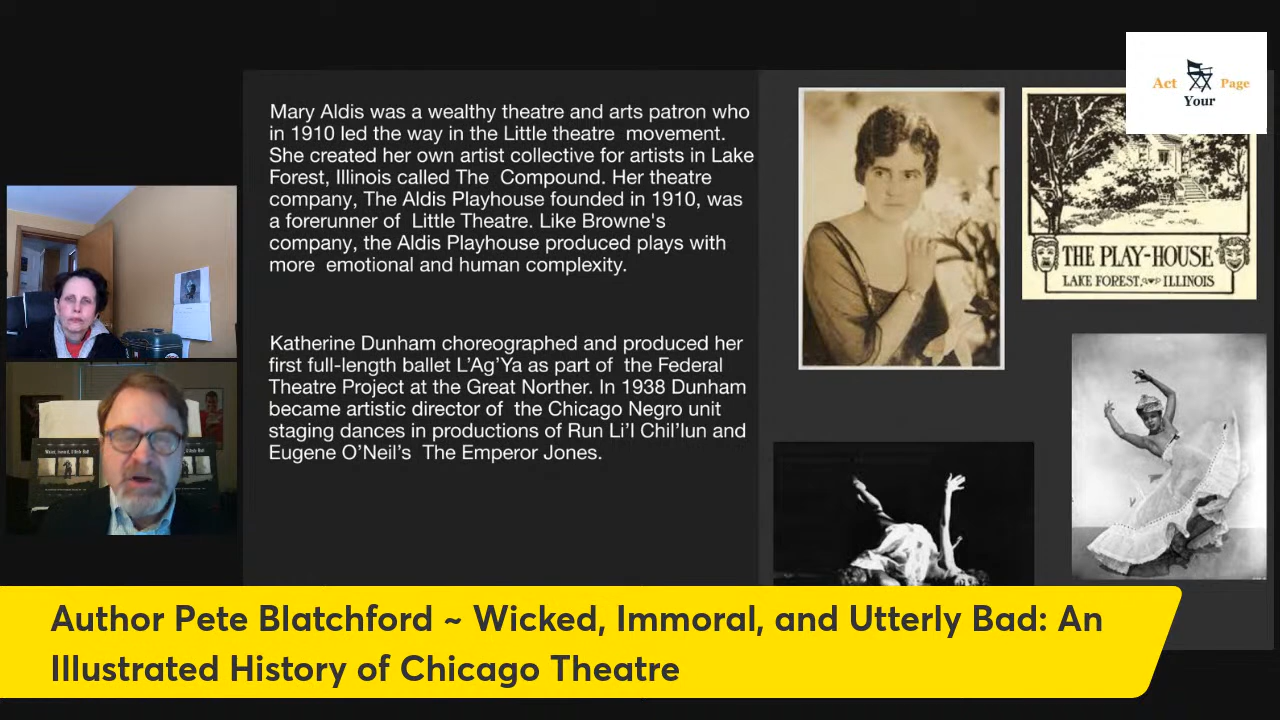 Act Your Page
Mary Aldis was a wealthy theatre and arts patron who
in 1910 led the way in the Little theatre movement.
She created her own artist collective for artists in Lake
Forest, Illinois called The Compound. Her theatre
company, The Aldis Playhouse founded in 1910, was
a forerunner of Little Theatre. Like Browne's
company, the Aldis Playhouse produced plays with
more emotional and human complexity.
Katherine Dunham choreographed and produced her
first full-length ballet L'Ag'Ya as part of the Federal
Theatre Project at the Great Norther. In 1938 Dunham
became artistic director of the Chicago Negro unit
staging dances in productions of Run Li'l Chil'lun and
Eugene O'Neil's The Emperor Jones.
THE PLAY-HOUSE
LAKE FOREST, ILLINOIS
Author Pete Blatchford ~ Wicked, Immoral, and Utterly Bad: An
Illustrated History of Chicago Theatre